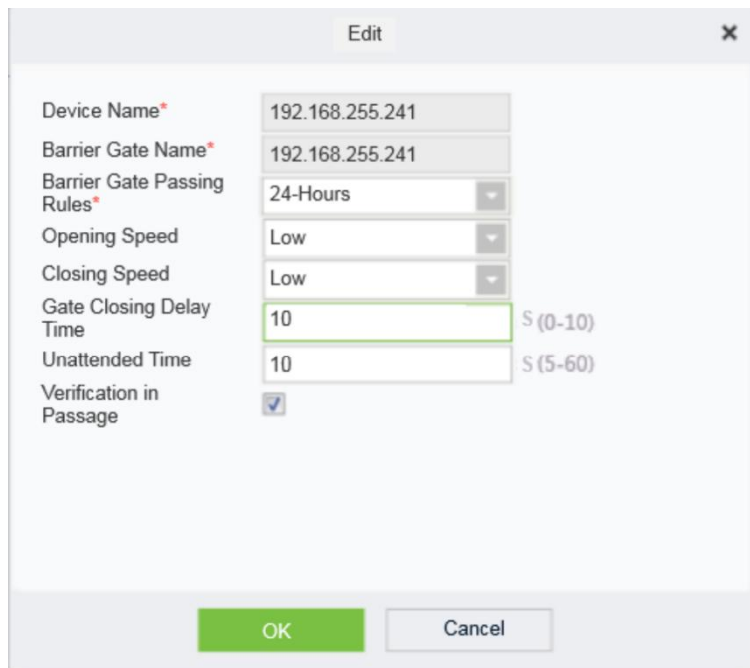 Edit
Device Name* 192.168.255.241
Barrier Gate Name* 192.168.255.241
Barrier Gate Passing
Rules* 24-Hours
Opening Speed Low
Closing Speed Low
Gate Closing Delay
Time 10 S (0-10)
Unattended Time 10 S (5-60)
Verification in
Passage
OK Cancel